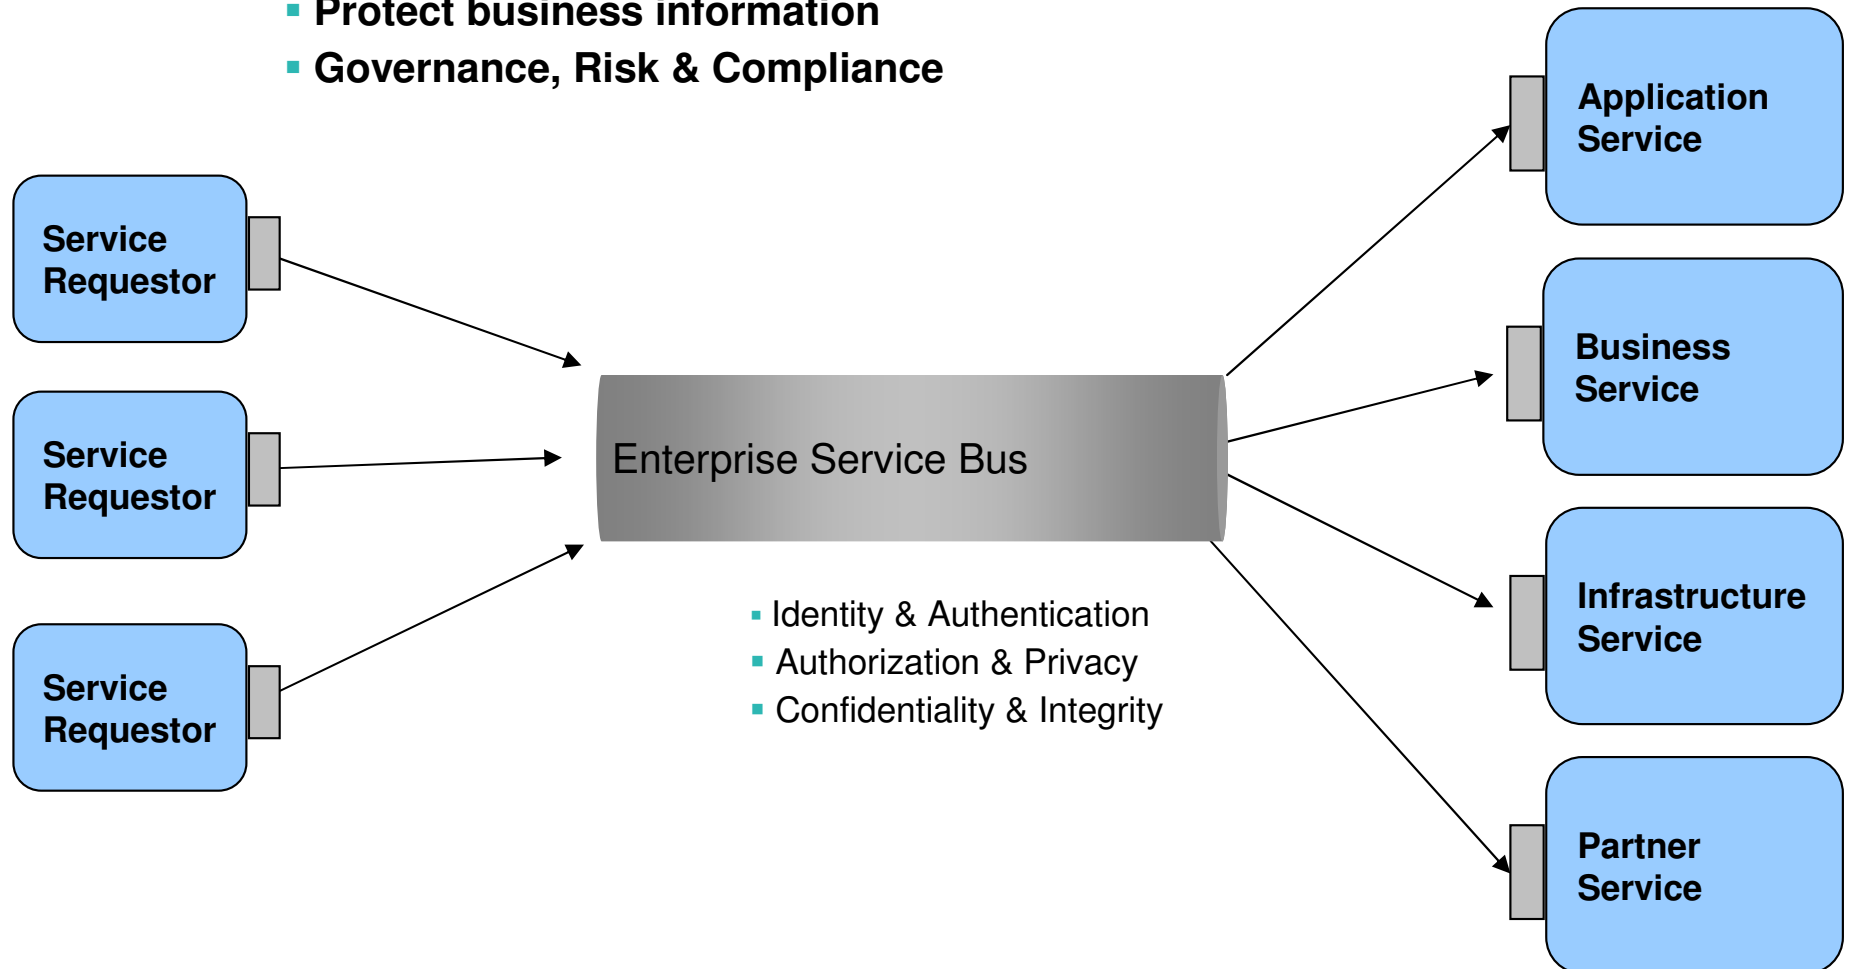 Protect business information
Governance, Risk & Compliance
Service
Requestor
Service
Requestor
Service
Requestor
Enterprise Service Bus
Identity & Authentication
Authorization & Privacy
Confidentiality & Integrity
Application
Service
Business
Service
Infrastructure
Service
Partner
Service